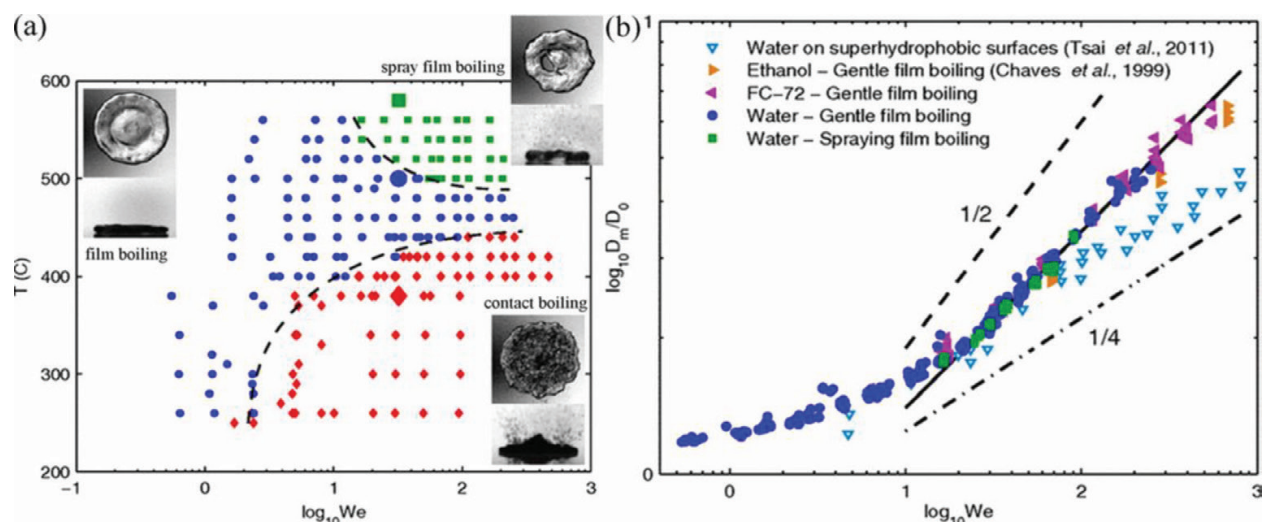 (a)
spray film boiling
600
500
400
300
200
T (C)
film boiling
contact boiling
-1
0
1
2
3
log₁₀We
(b)
1
Water on superhydrophobic surfaces (Tsai et al., 2011)
Ethanol – Gentle film boiling (Chaves et al., 1999)
FC-72 – Gentle film boiling
Water – Gentle film boiling
Water – Spraying film boiling
log₁₀ Dₘ/D₀
1/2
1/4
0
0
1
2
3
log₁₀We